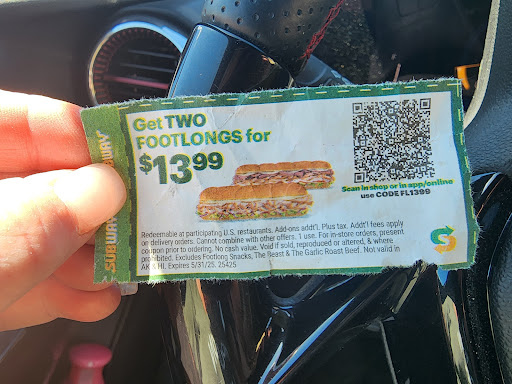 SUBWAY
Get TWO
FOOTLONGS for
$13⁹⁹
Scan in shop or in app/online
use CODE FL1399
Redeemable at participating U.S. restaurants. Add-ons addt'l. Plus tax. Addt'l fees apply
on delivery orders. Cannot combine with other offers. 1 use. For in-store orders, present
coupon prior to ordering. No cash value. Void if sold, reproduced or altered, & where
prohibited. Excludes Footlong Snacks, The Beast & The Garlic Roast Beef. Not valid in
AK & HI. Expires 5/31/25. 25425